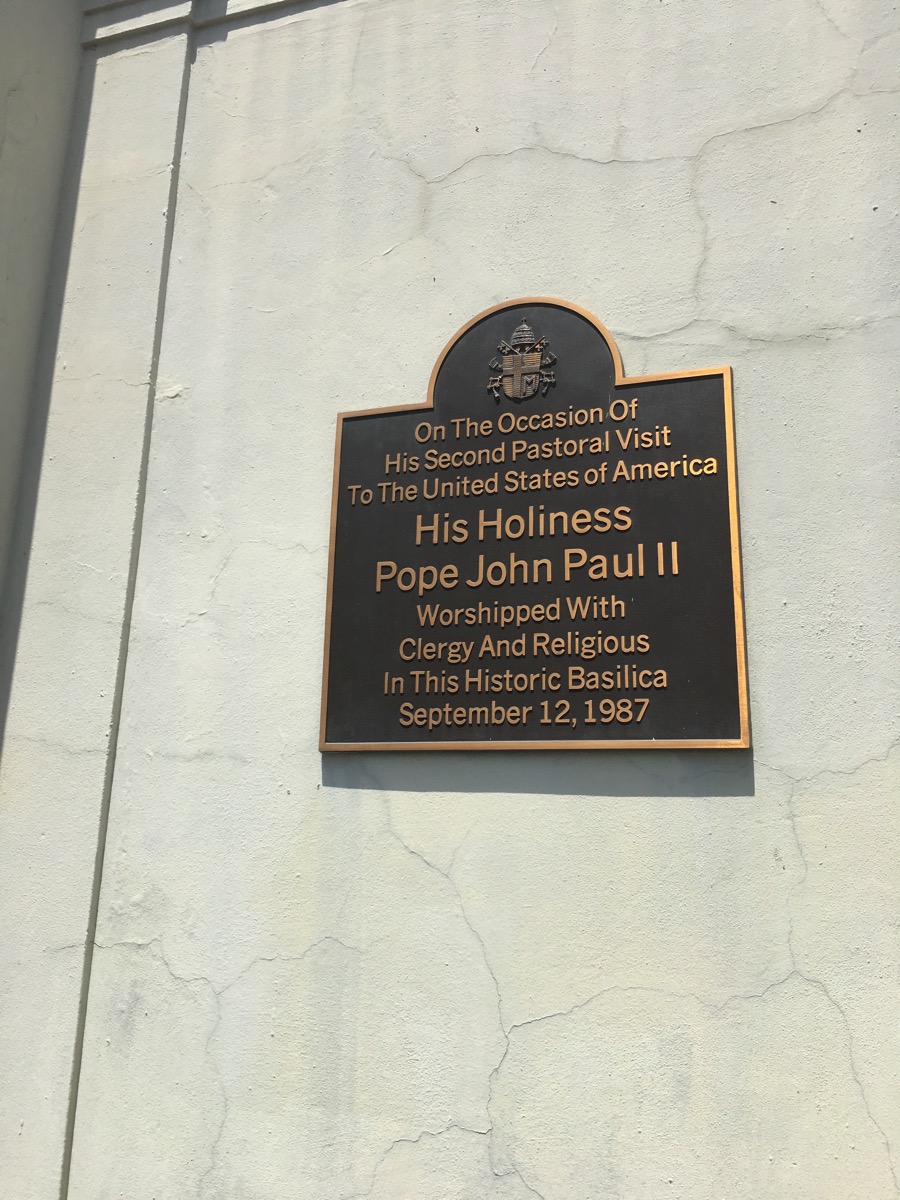 On The Occasion Of
His Second Pastoral Visit
To The United States of America
His Holiness
Pope John Paul II
Worshipped With
Clergy And Religious
In This Historic Basilica
September 12, 1987